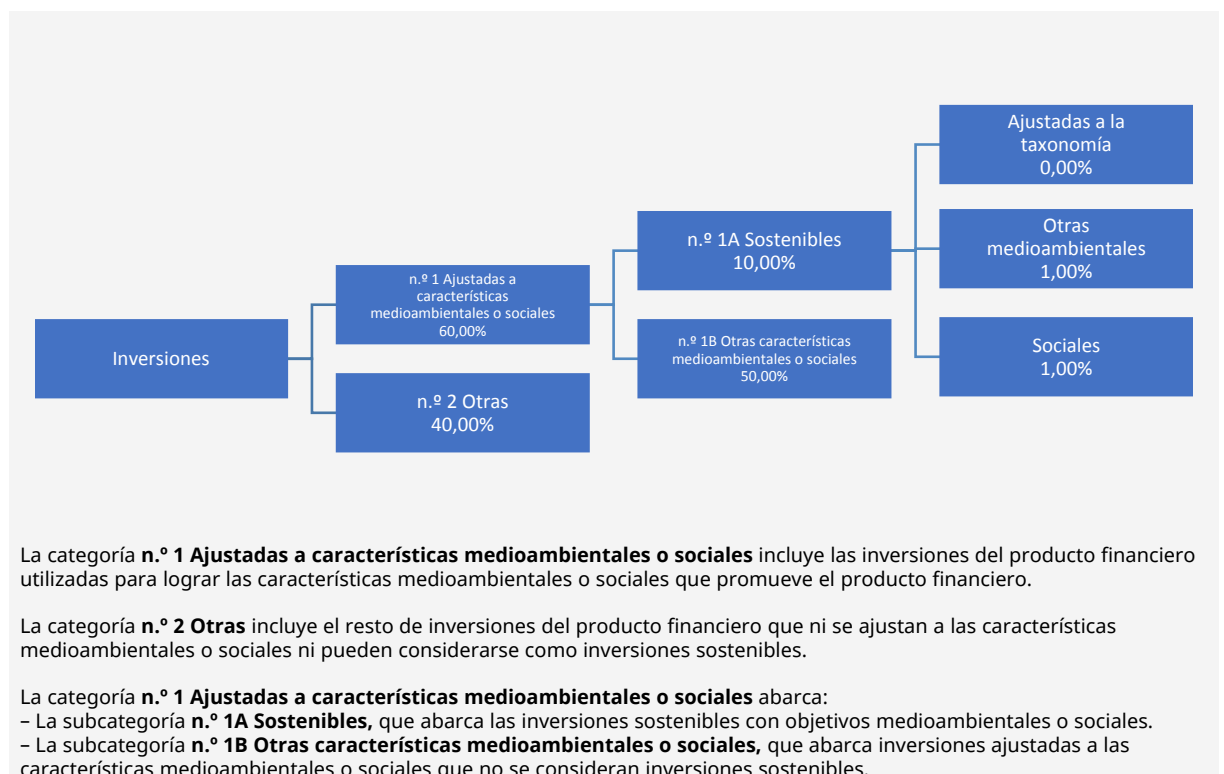 Inversiones
n.º 1 Ajustadas a
características
medioambientales o sociales
60,00%
n.º 2 Otras
40,00%
n.º 1A Sostenibles
10,00%
n.º 1B Otras características
medioambientales o sociales
50,00%
Ajustadas a la
taxonomía
0,00%
Otras
medioambientales
1,00%
Sociales
1,00%
La categoría n.º 1 Ajustadas a características medioambientales o sociales incluye las inversiones del producto financiero
utilizadas para lograr las características medioambientales o sociales que promueve el producto financiero.
La categoría n.º 2 Otras incluye el resto de inversiones del producto financiero que ni se ajustan a las características
medioambientales o sociales ni pueden considerarse como inversiones sostenibles.
La categoría n.º 1 Ajustadas a características medioambientales o sociales abarca:
– La subcategoría n.º 1A Sostenibles, que abarca las inversiones sostenibles con objetivos medioambientales o sociales.
– La subcategoría n.º 1B Otras características medioambientales o sociales, que abarca inversiones ajustadas a las
características medioambientales o sociales que no se consideran inversiones sostenibles.